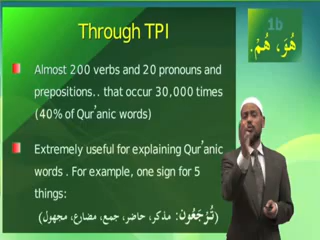 Through TPI
1b
هُوَ، هُمْ.
Almost 200 verbs and 20 pronouns and
prepositions.. that occur 30,000 times
(40% of Qur'anic words)
Extremely useful for explaining Qur'anic
words . For example, one sign for 5
things:
(تُرْجَعُون: مذكر، حاضر، جمع، مضارع، مجهول)